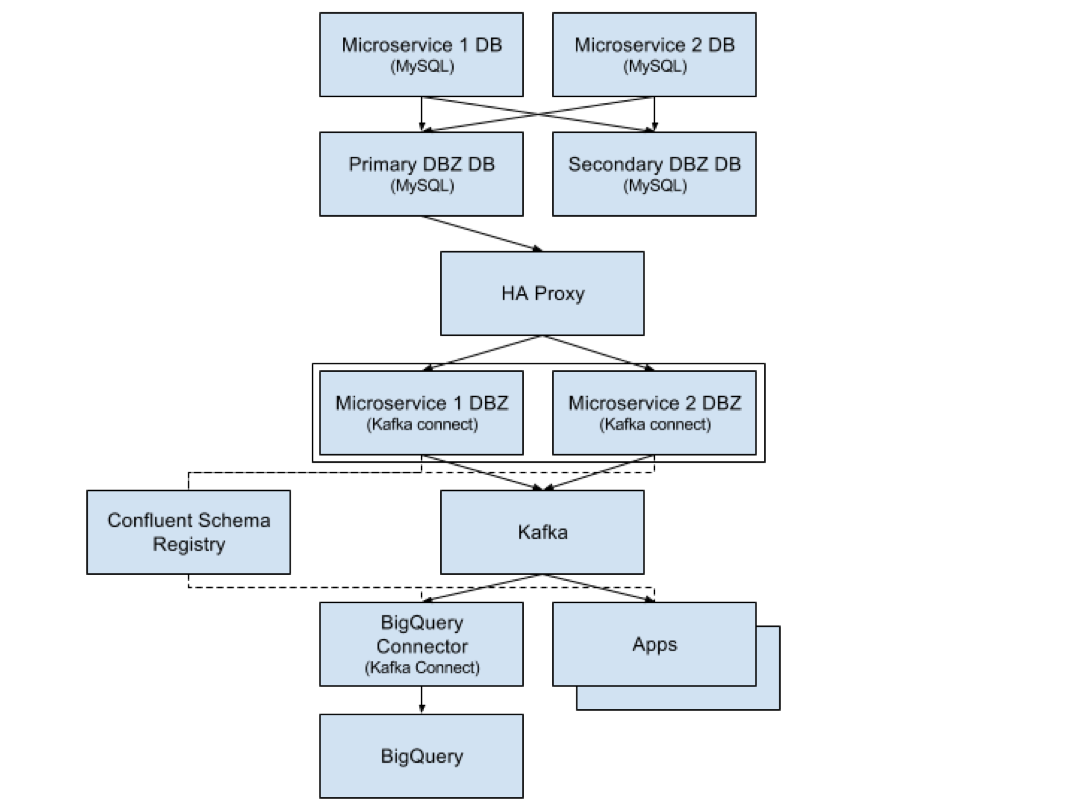 Microservice 1 DB
(MySQL)
Microservice 2 DB
(MySQL)
Primary DBZ DB
(MySQL)
Secondary DBZ DB
(MySQL)
HA Proxy
Microservice 1 DBZ
(Kafka connect)
Microservice 2 DBZ
(Kafka connect)
Confluent Schema
Registry
Kafka
BigQuery
Connector
(Kafka Connect)
Apps
BigQuery